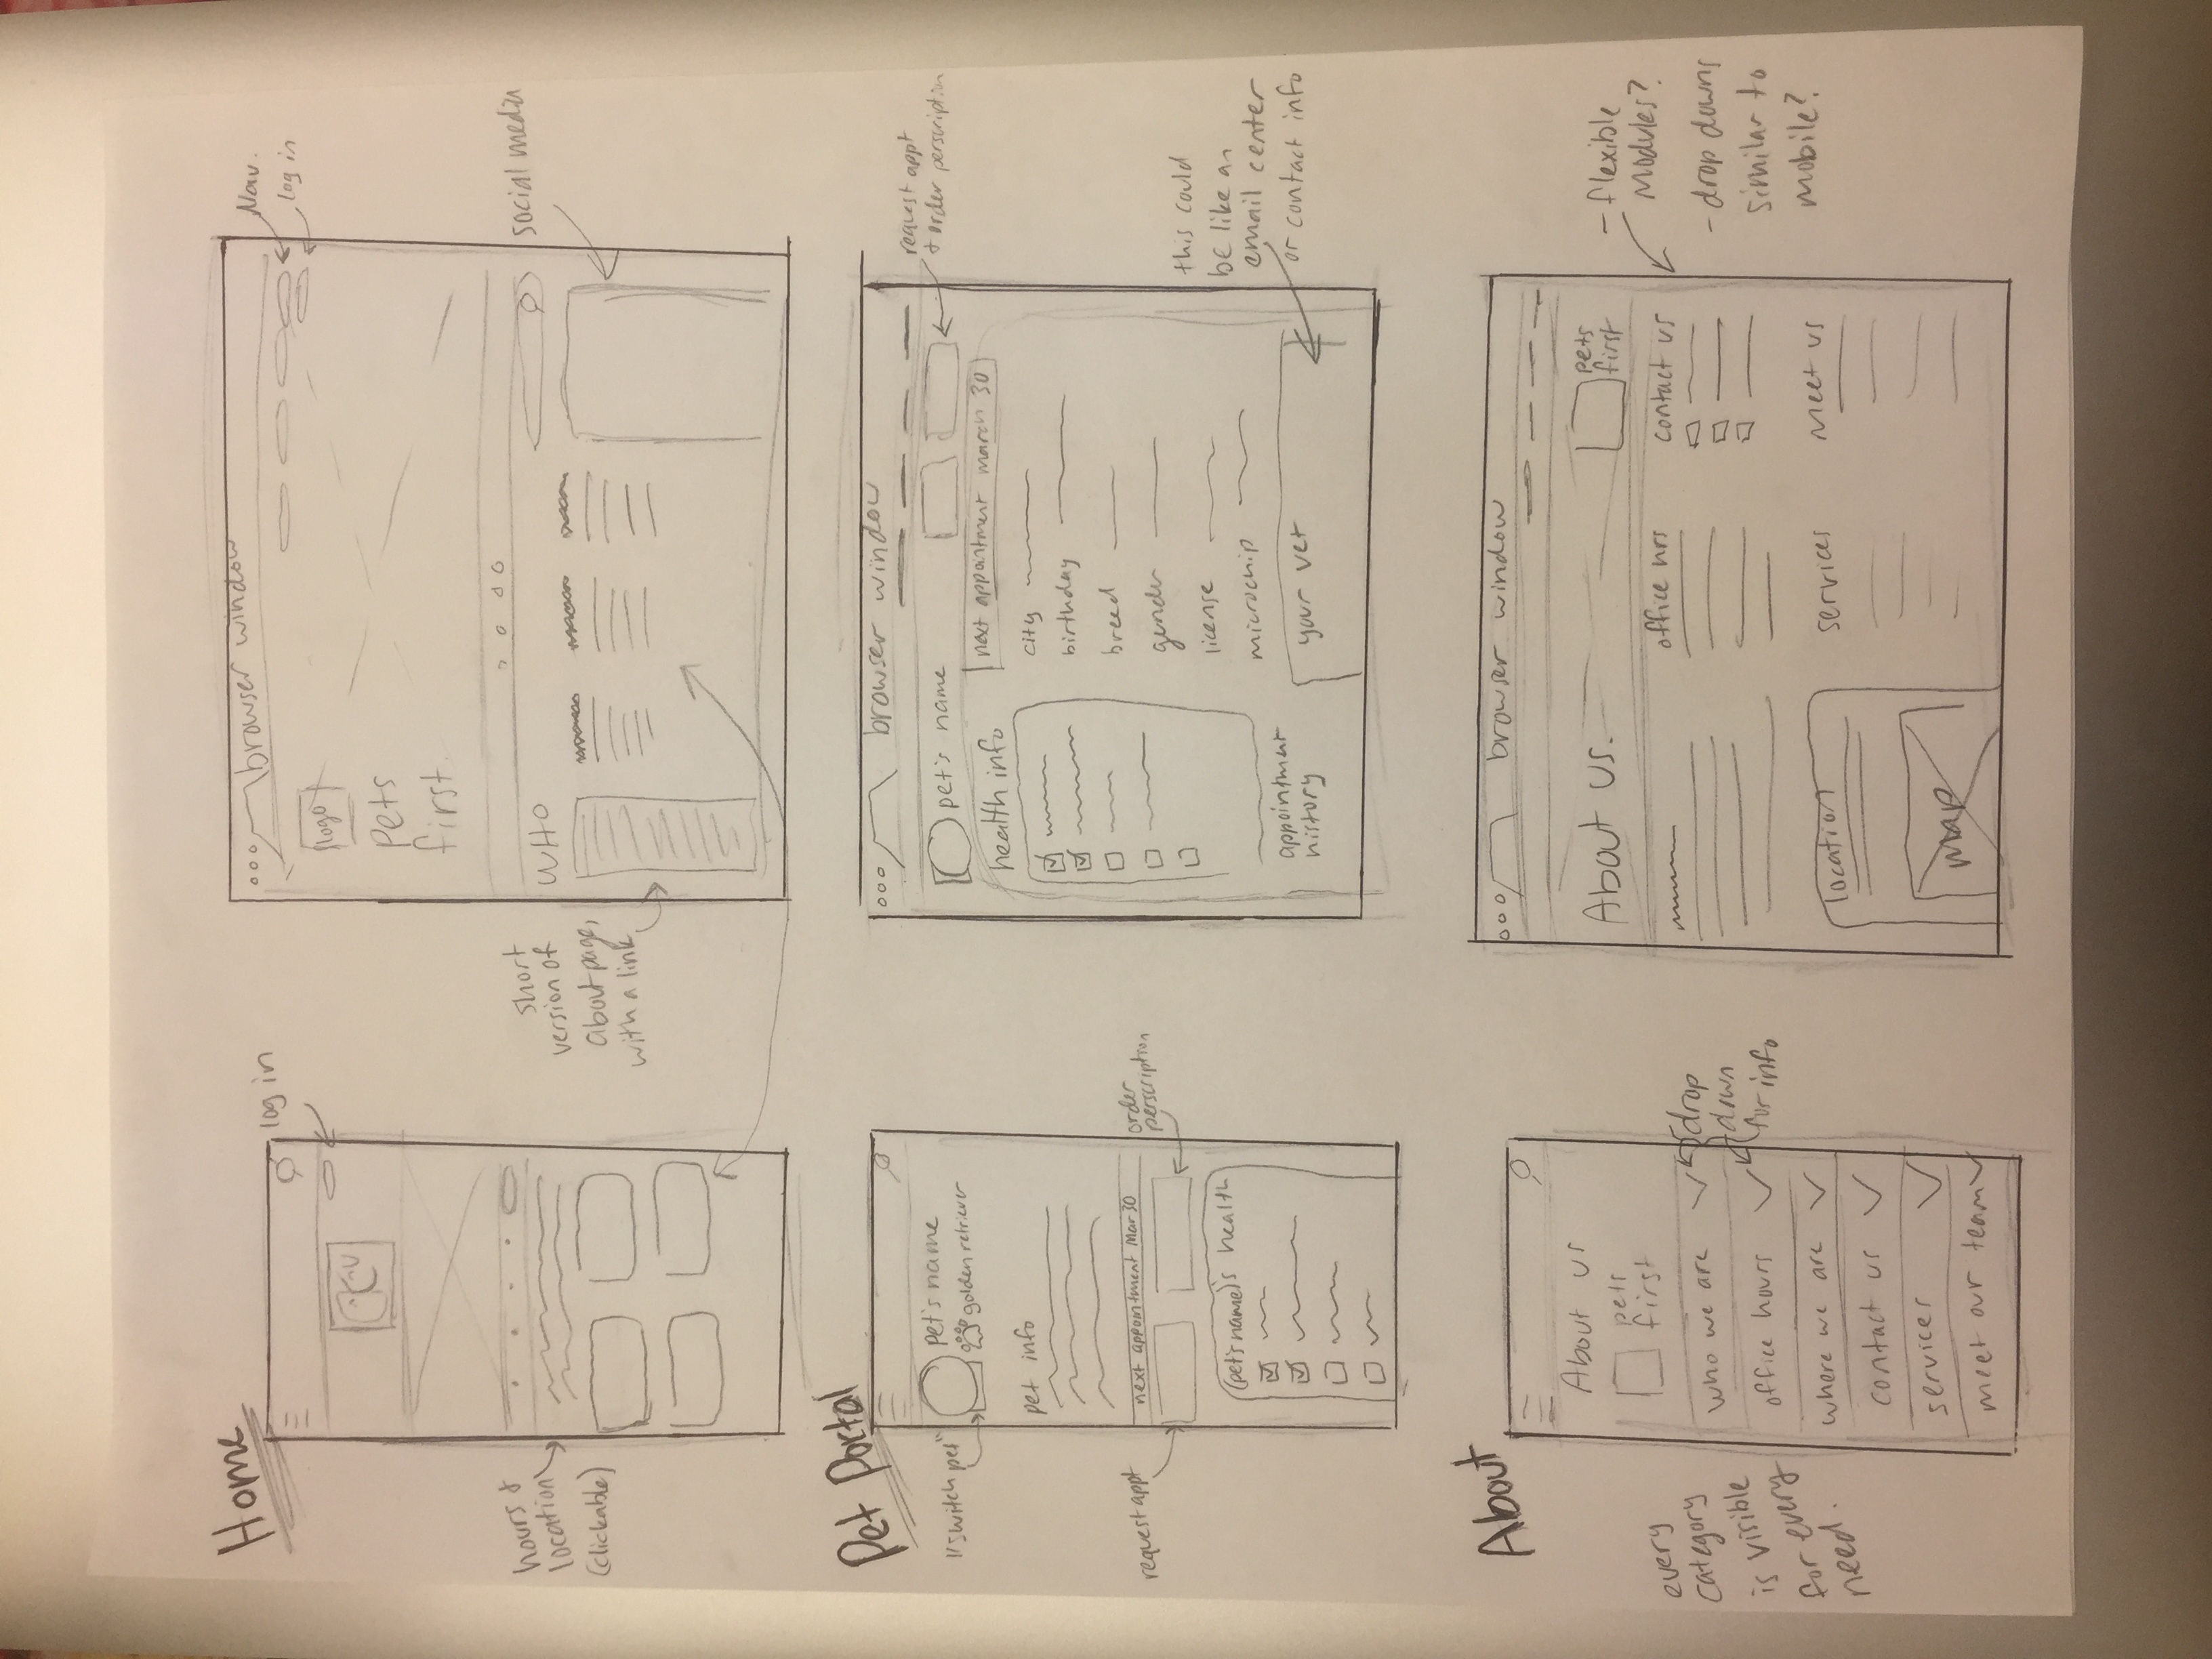 Home
log in
hours &
location
(clickable)
browser window
Nav.
log in
logo
pets
first.
short
version of
about page,
with a link
WHO
social media
Pet Portal
"switch pet"
pet's name
golden retriever
pet info
request appt
next appointment Mar 30
order
perscription
(pet's name)'s health
browser window
pet's name
request appt
+ order perscription
health info
next appointment march 30
city
birthday
breed
gender
license
microchip
appointment
history
your vet
this could
be like an
email center
or contact info
About
About us
pets
first
every
category
is visible
for every
need.
who we are
office hours
where we are
contact us
services
meet our team
drop
down
for info
browser window
About us.
pets
first
office hrs
contact us
location
map
services
Meet us
- flexible
modules?
- drop downs
similar to
mobile?